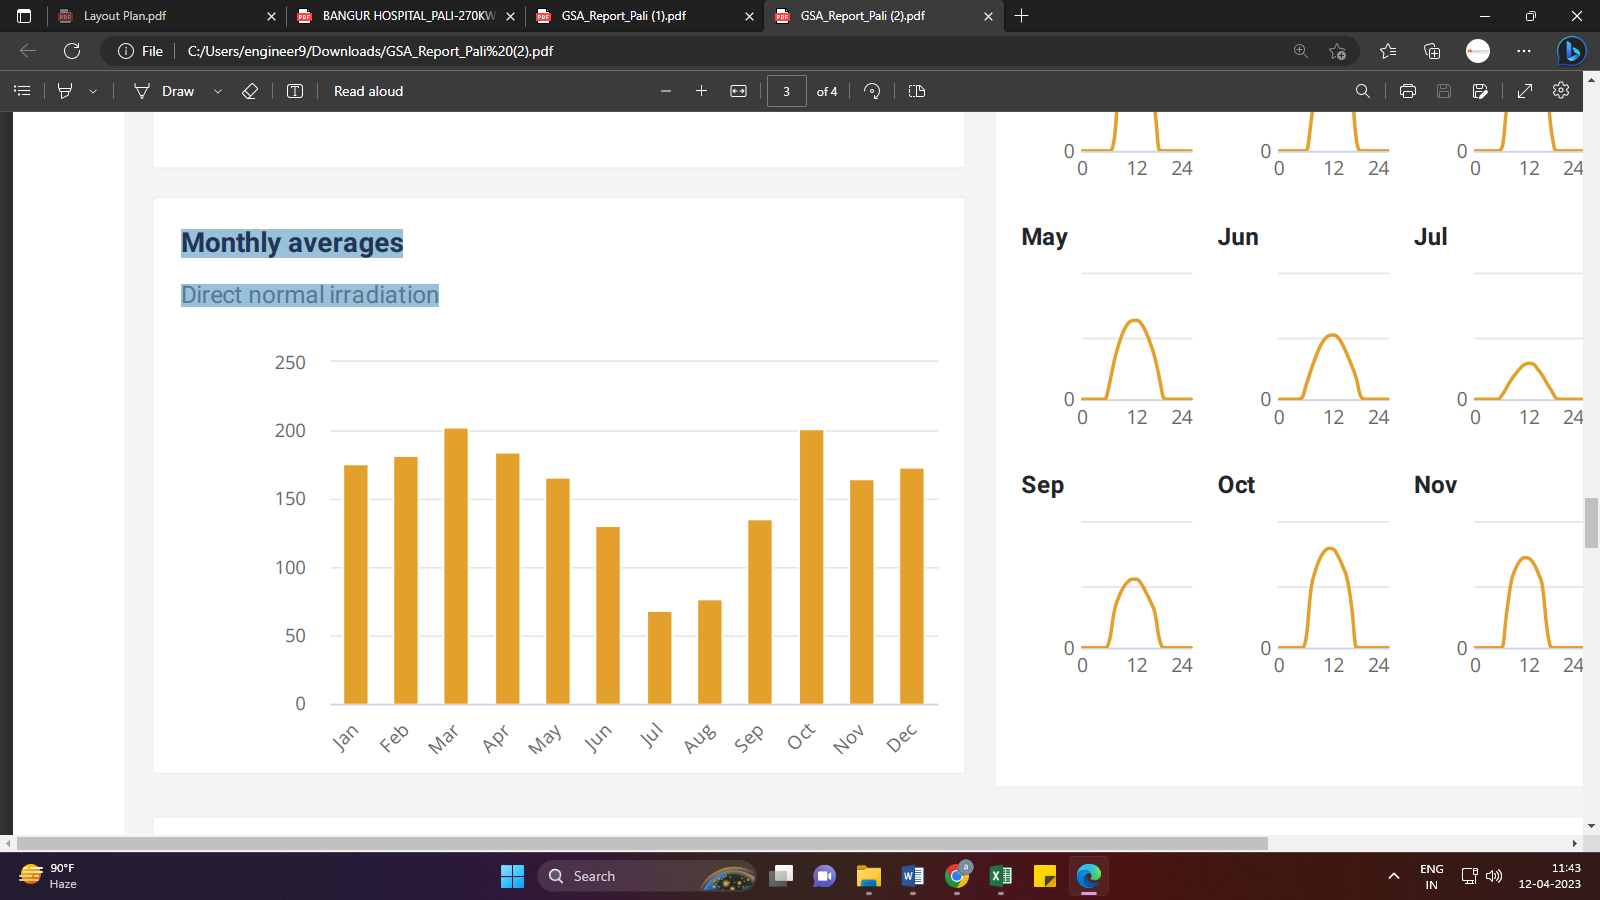 Layout Plan.pdf
BANGUR HOSPITAL_PALI-270KW
GSA_Report_Pali (1).pdf
GSA_Report_Pali (2).pdf
File
C:/Users/engineer9/Downloads/GSA_Report_Pali%20(2).pdf
Draw
Read aloud
3
of 4
0 0 0
0 12 24 0 12 24 0 12 24
Monthly averages
Direct normal irradiation
250
200
150
100
50
0
Jan Feb Mar Apr May Jun Jul Aug Sep Oct Nov Dec
May Jun Jul
0 0 0
0 12 24 0 12 24 0 12 24
Sep Oct Nov
0 0 0
0 12 24 0 12 24 0 12 24
90°F
Haze
Search
ENG
IN
11:43
12-04-2023